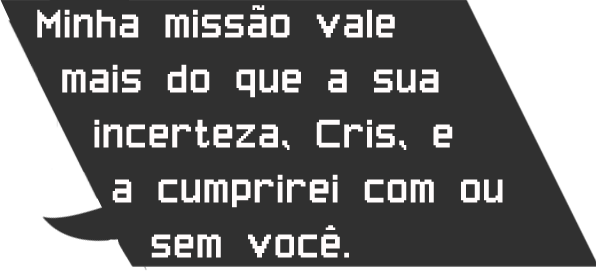 Minha missão vale
mais do que a sua
incerteza, Cris, e
a cumprirei com ou
sem você.